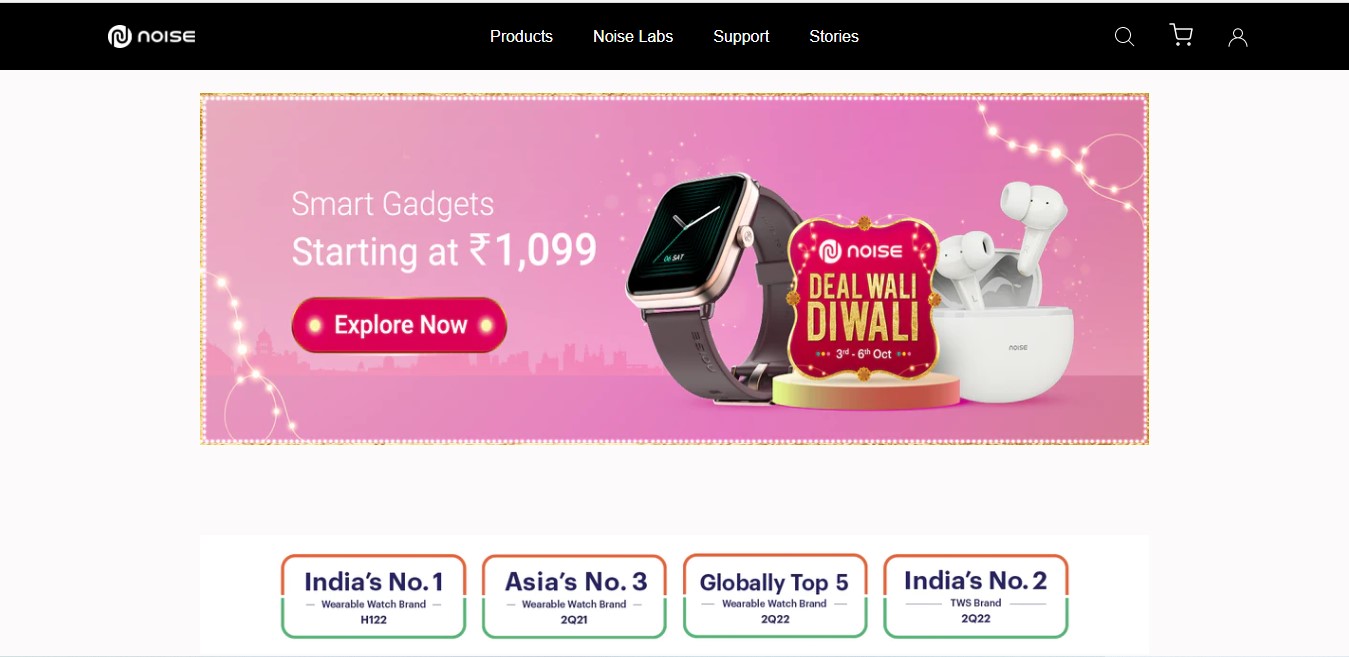 NOISE
Products
Noise Labs
Support
Stories
Smart Gadgets
Starting at ₹1,099
Explore Now
06 SAT
NOISE
DEAL WALI
DIWALI
3rd - 6th Oct
NOISE
NOISE
India's No. 1
Wearable Watch Brand
H122
Asia's No. 3
Wearable Watch Brand
2Q21
Globally Top 5
Wearable Watch Brand
2Q22
India's No. 2
TWS Brand
2Q22